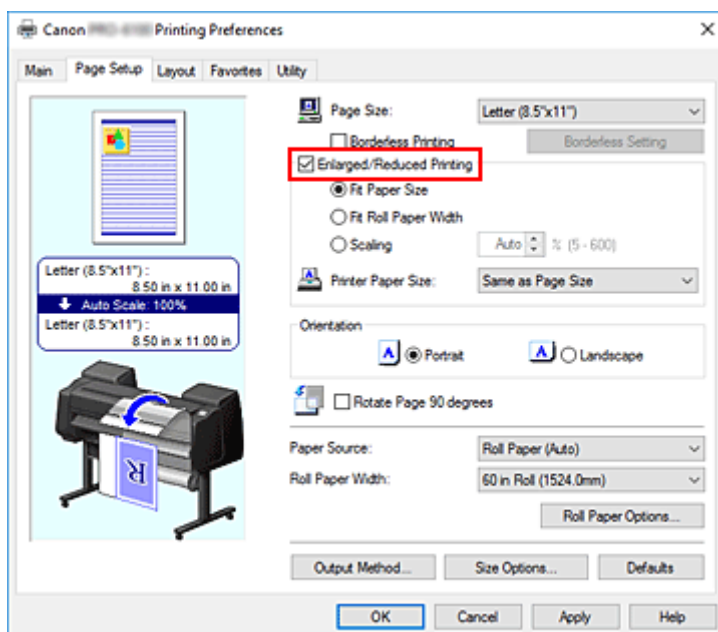 Canon Printing Preferences
Main Page Setup Layout Favorites Utility
Page Size: Letter (8.5"x11")
Borderless Printing Borderless Setting
Enlarged/Reduced Printing
Fit Paper Size
Fit Roll Paper Width
Scaling Auto % (5 - 600)
Printer Paper Size: Same as Page Size
Letter (8.5"x11") :
8.50 in x 11.00 in
Auto Scale: 100%
Letter (8.5"x11") :
8.50 in x 11.00 in
Orientation
A Portrait A Landscape
Rotate Page 90 degrees
R
Paper Source: Roll Paper (Auto)
Roll Paper Width: 60 in Roll (1524.0mm)
Roll Paper Options...
Output Method... Size Options... Defaults
OK Cancel Apply Help